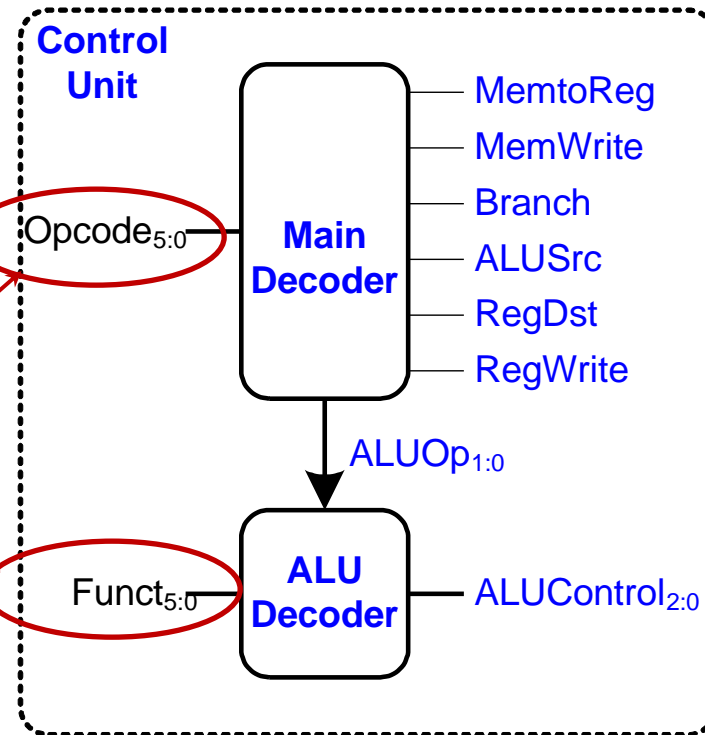 Control
Unit
MemtoReg
MemWrite
Branch
ALUSrc
RegDst
RegWrite
Opcode5:0
Main
Decoder
ALUOp1:0
Funct5:0
ALU
Decoder
ALUControl2:0